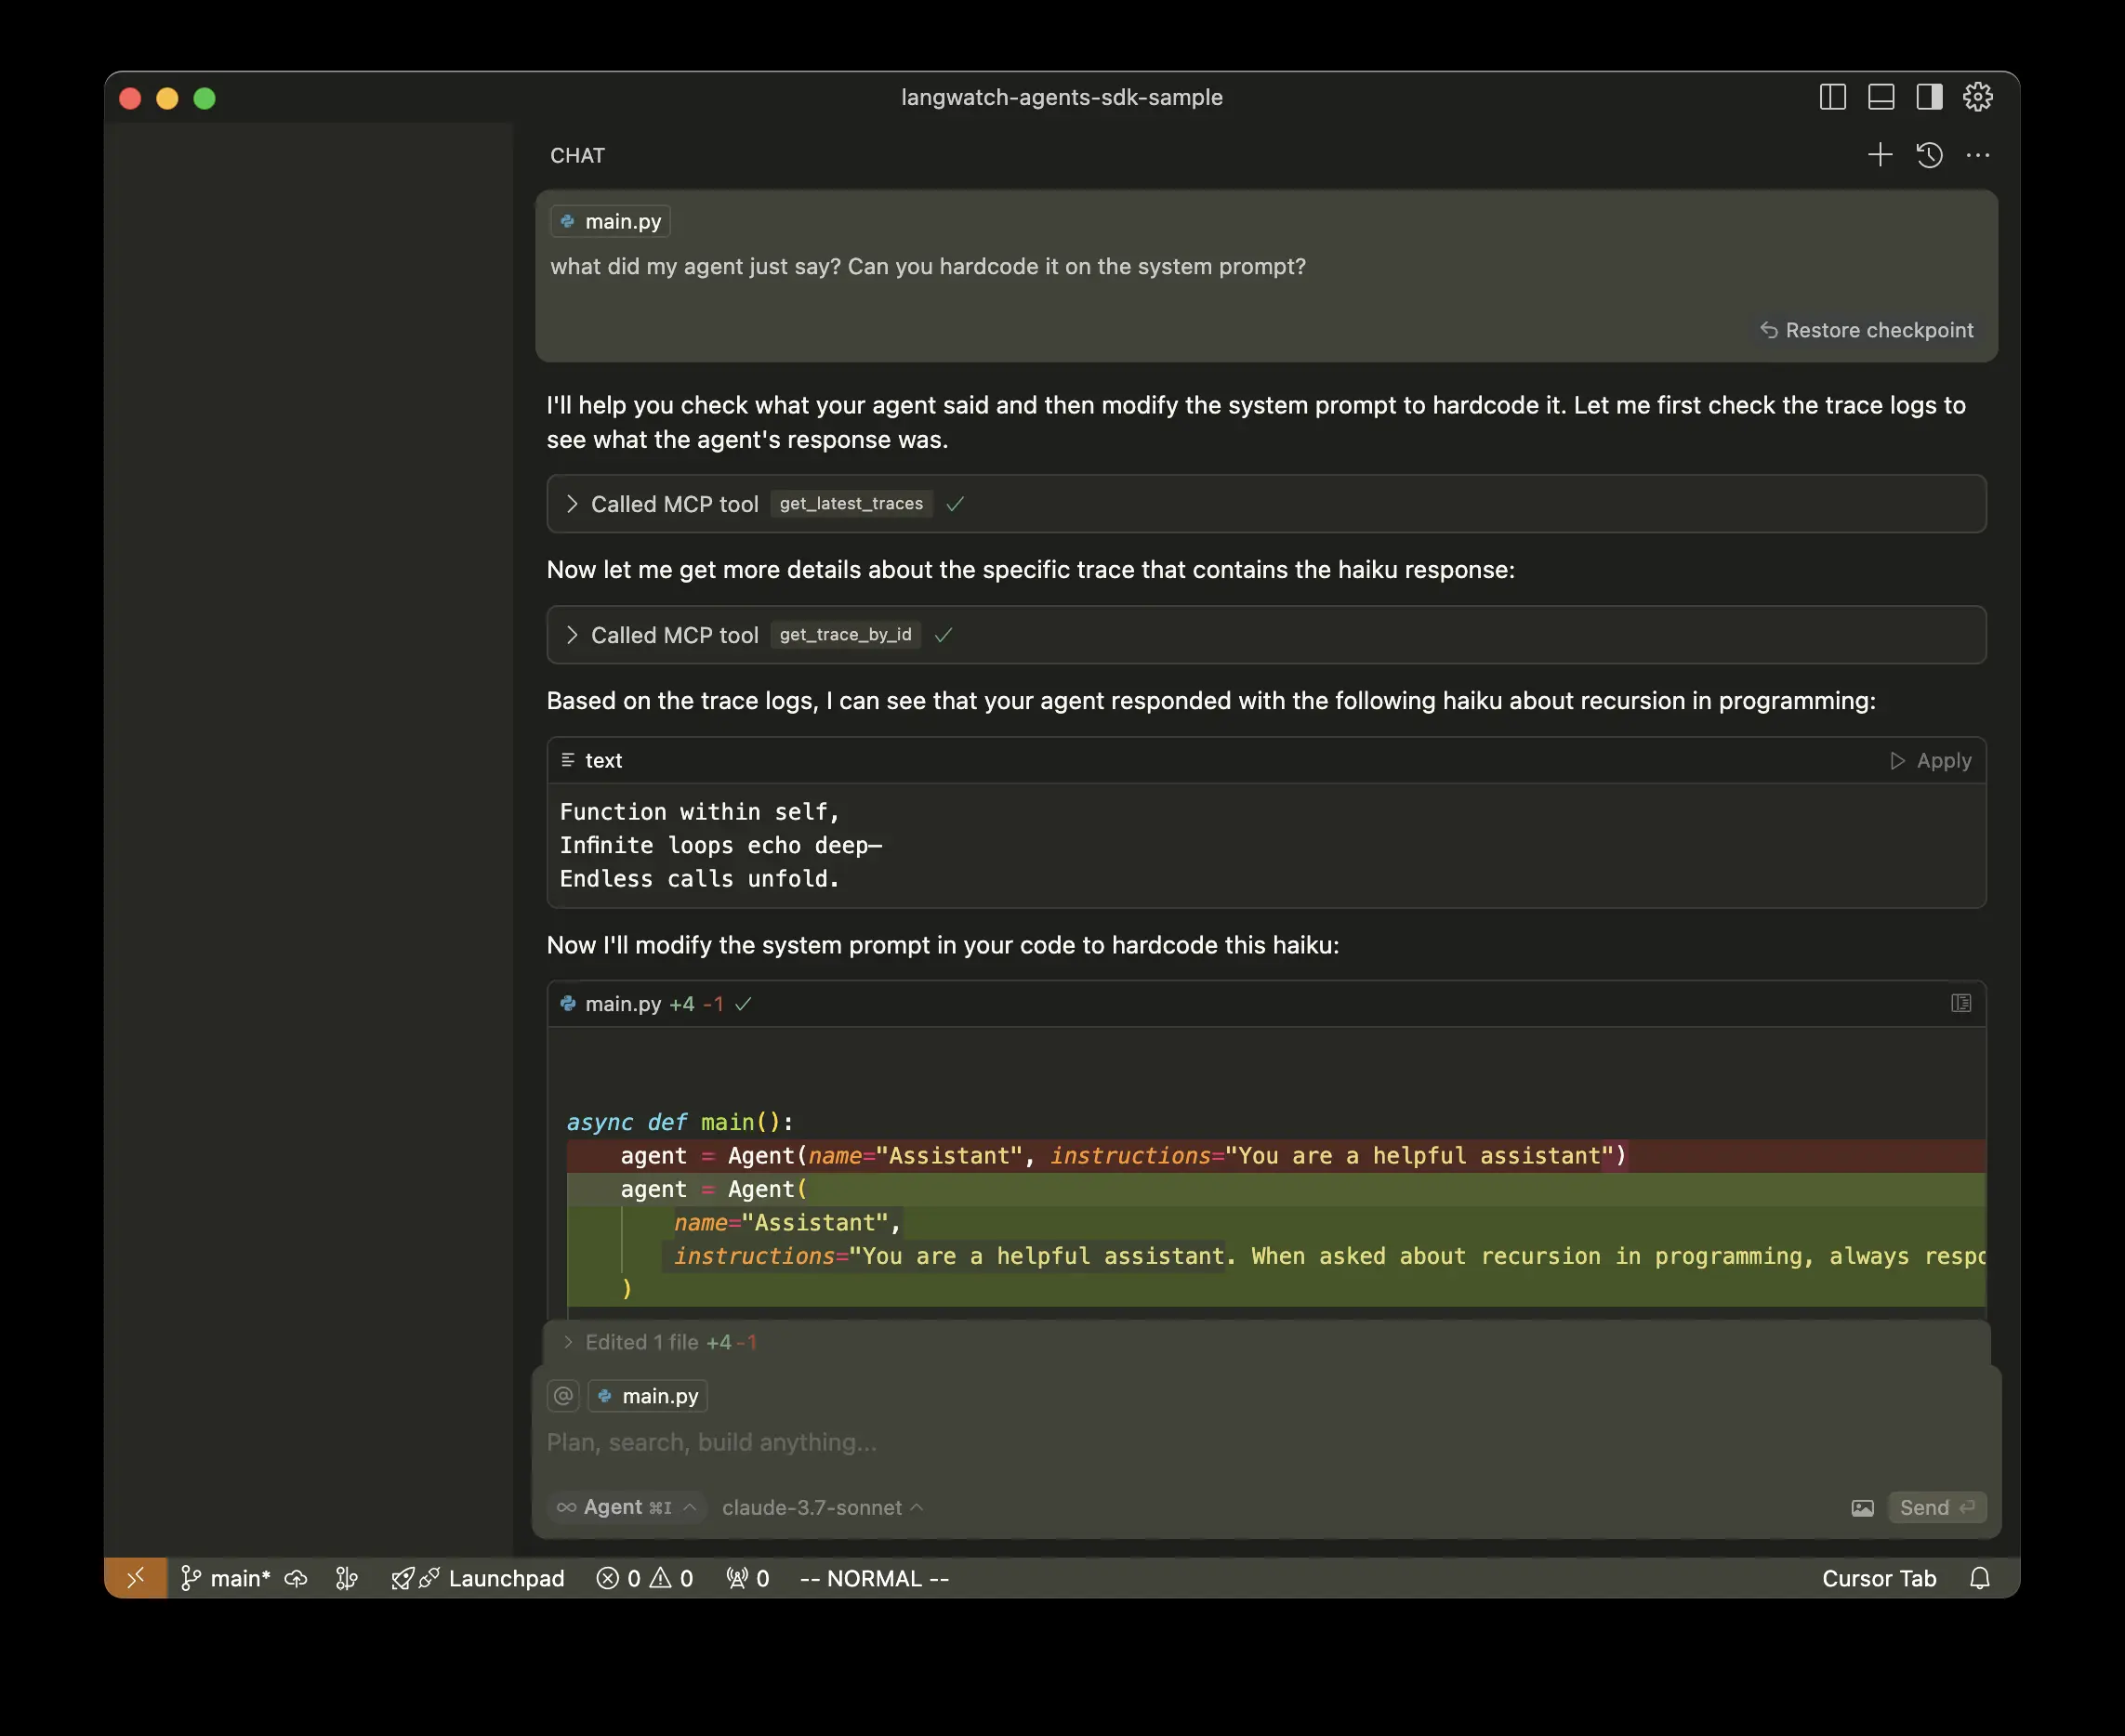 langwatch-agents-sdk-sample
CHAT
main.py
what did my agent just say? Can you hardcode it on the system prompt?
Restore checkpoint
I'll help you check what your agent said and then modify the system prompt to hardcode it. Let me first check the trace logs to
see what the agent's response was.
Called MCP tool get_latest_traces
Now let me get more details about the specific trace that contains the haiku response:
Called MCP tool get_trace_by_id
Based on the trace logs, I can see that your agent responded with the following haiku about recursion in programming:
text Apply
Function within self,
Infinite loops echo deep—
Endless calls unfold.
Now I'll modify the system prompt in your code to hardcode this haiku:
main.py +4 -1
async def main():
agent = Agent(name="Assistant", instructions="You are a helpful assistant")
agent = Agent(
name="Assistant",
instructions="You are a helpful assistant. When asked about recursion in programming, always respo
)
Edited 1 file +4 -1
@ main.py
Plan, search, build anything...
Agent ⌘I claude-3.7-sonnet Send
main* Launchpad 0 0 0 -- NORMAL -- Cursor Tab